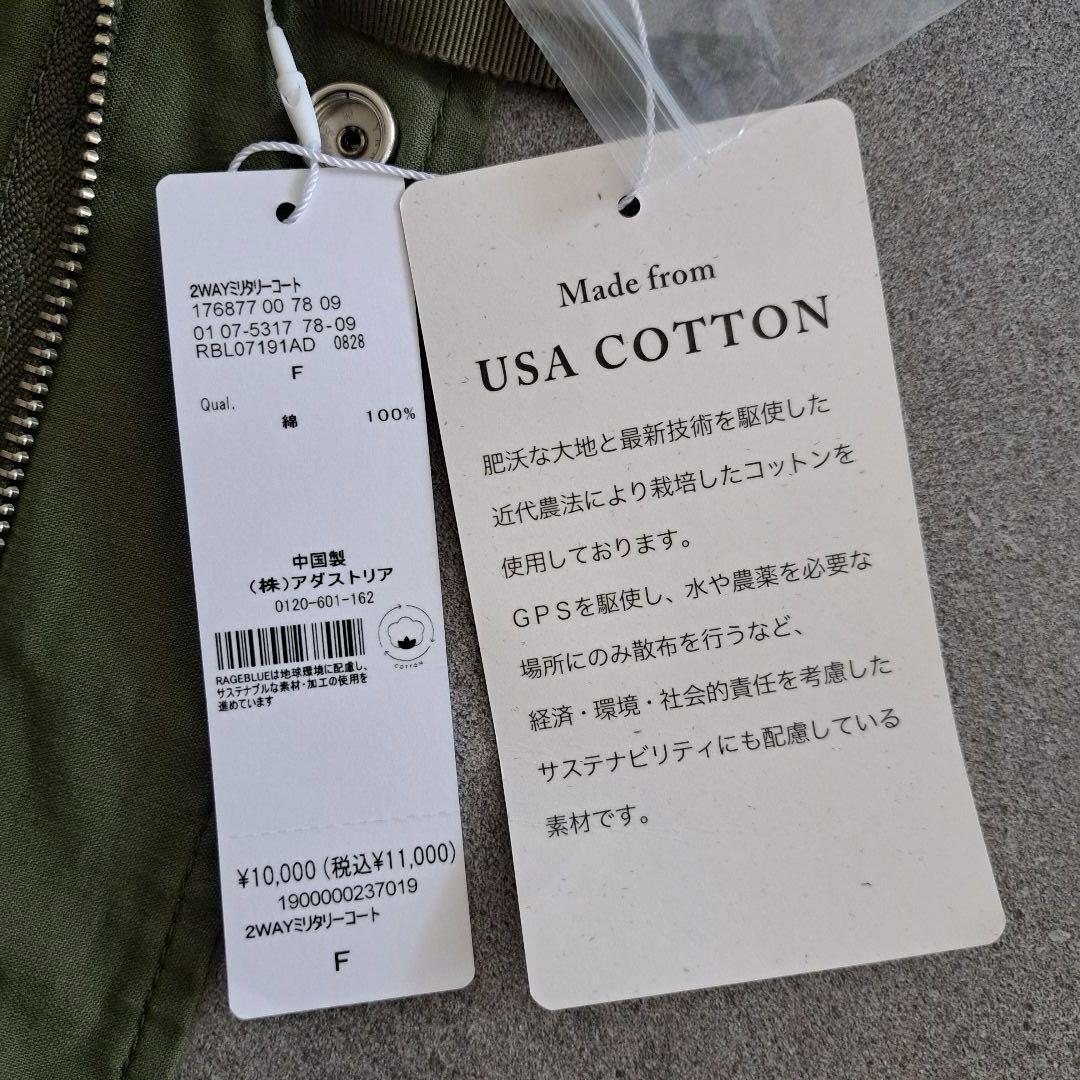 2WAYミリタリーコート
176877 00 78 09
01 07-5317 78-09
RBL07191AD 0828
F
Qual.
綿 100%
中国製
(株)アダストリア
0120-601-162
COTTON
RAGEBLUEは地球環境に配慮し、
サステナブルな素材・加工の使用を
進めています
¥10,000(税込¥11,000)
1900000237019
2WAYミリタリーコート
F
Made from
USA COTTON
肥沃な大地と最新技術を駆使した
近代農法により栽培したコットンを
使用しております。
GPSを駆使し、水や農薬を必要な
場所にのみ散布を行うなど、
経済・環境・社会的責任を考慮した
サステナビリティにも配慮している
素材です。